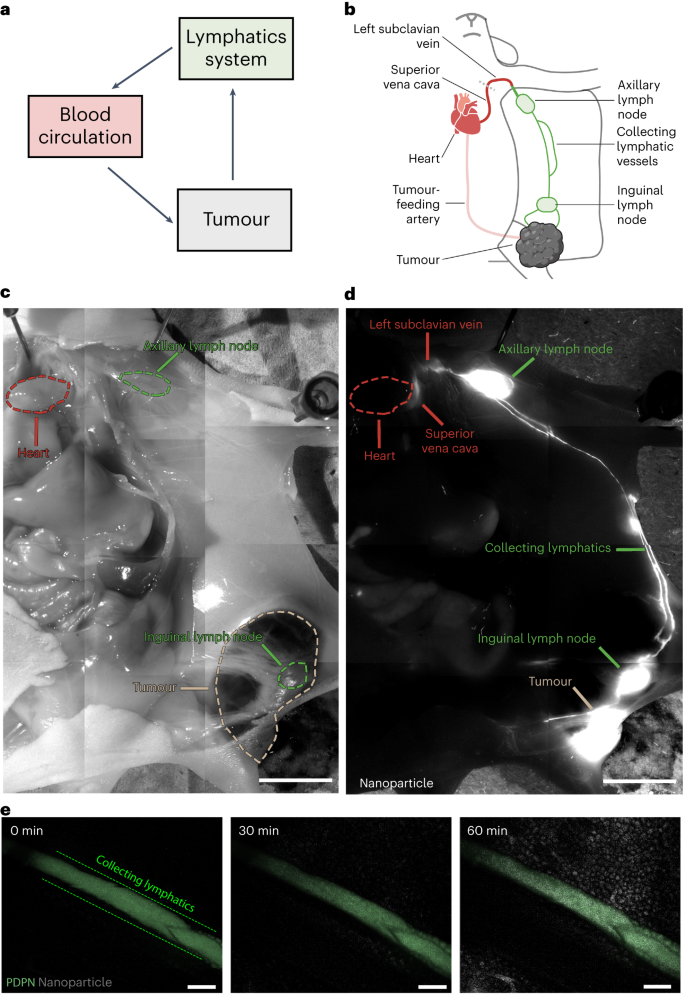 a
Lymphatics
system
Blood
circulation
Tumour
b
Left subclavian
vein
Superior
vena cava
Heart
Tumour-
feeding
artery
Tumour
Axillary
lymph
node
Collecting
lymphatic
vessels
Inguinal
lymph
node
c
Axillary lymph node
Heart
Inguinal lymph node
Tumour
d
Left subclavian vein
Axillary lymph node
Superior
vena cava
Heart
Collecting lymphatics
Inguinal lymph node
Tumour
Nanoparticle
e
0 min
Collecting lymphatics
PDPN Nanoparticle
30 min
60 min